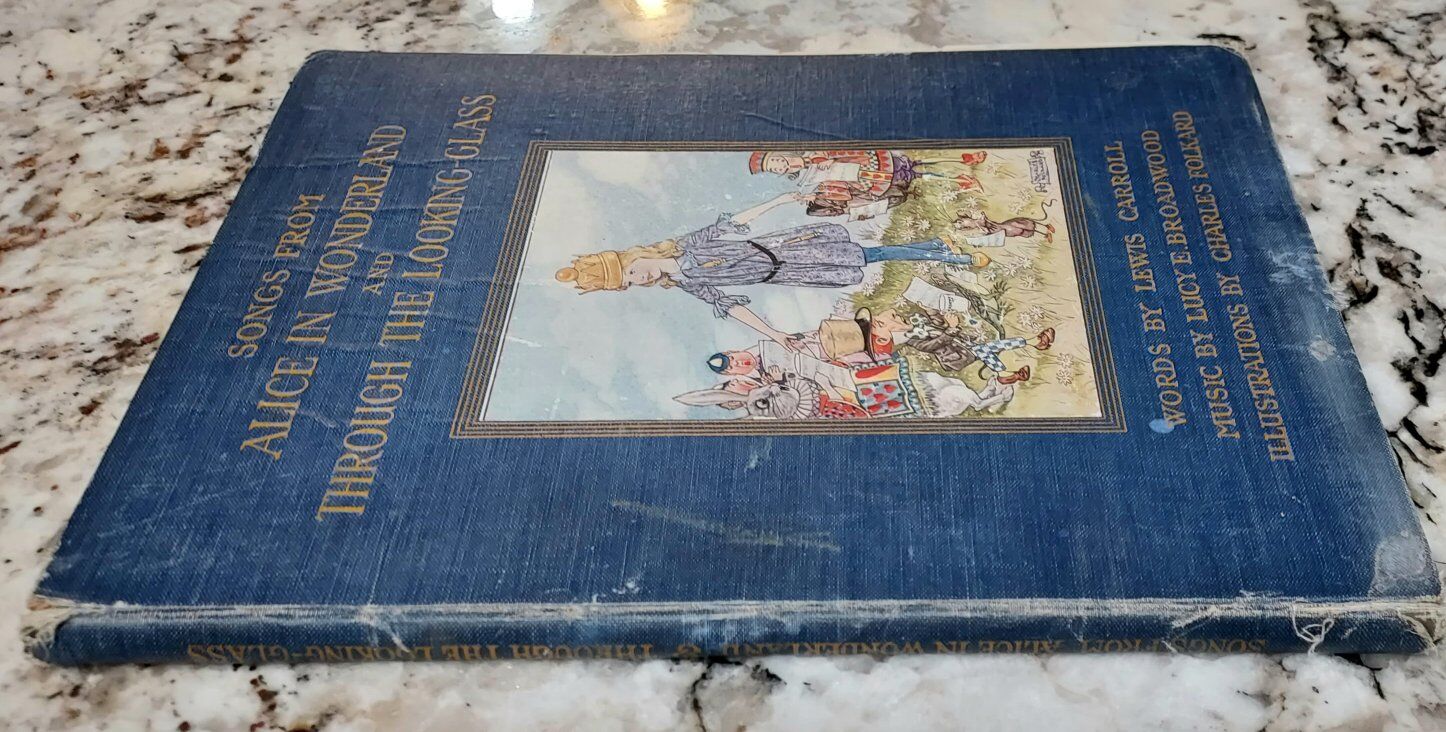 SONGS FROM
ALICE IN WONDERLAND
AND
THROUGH THE LOOKING-GLASS
WORDS BY LEWIS CARROLL
MUSIC BY LUCY E. BROADWOOD
ILLUSTRATIONS BY CHARLES FOLKARD
SONGS FROM ALICE IN WONDERLAND & THROUGH THE LOOKING-GLASS